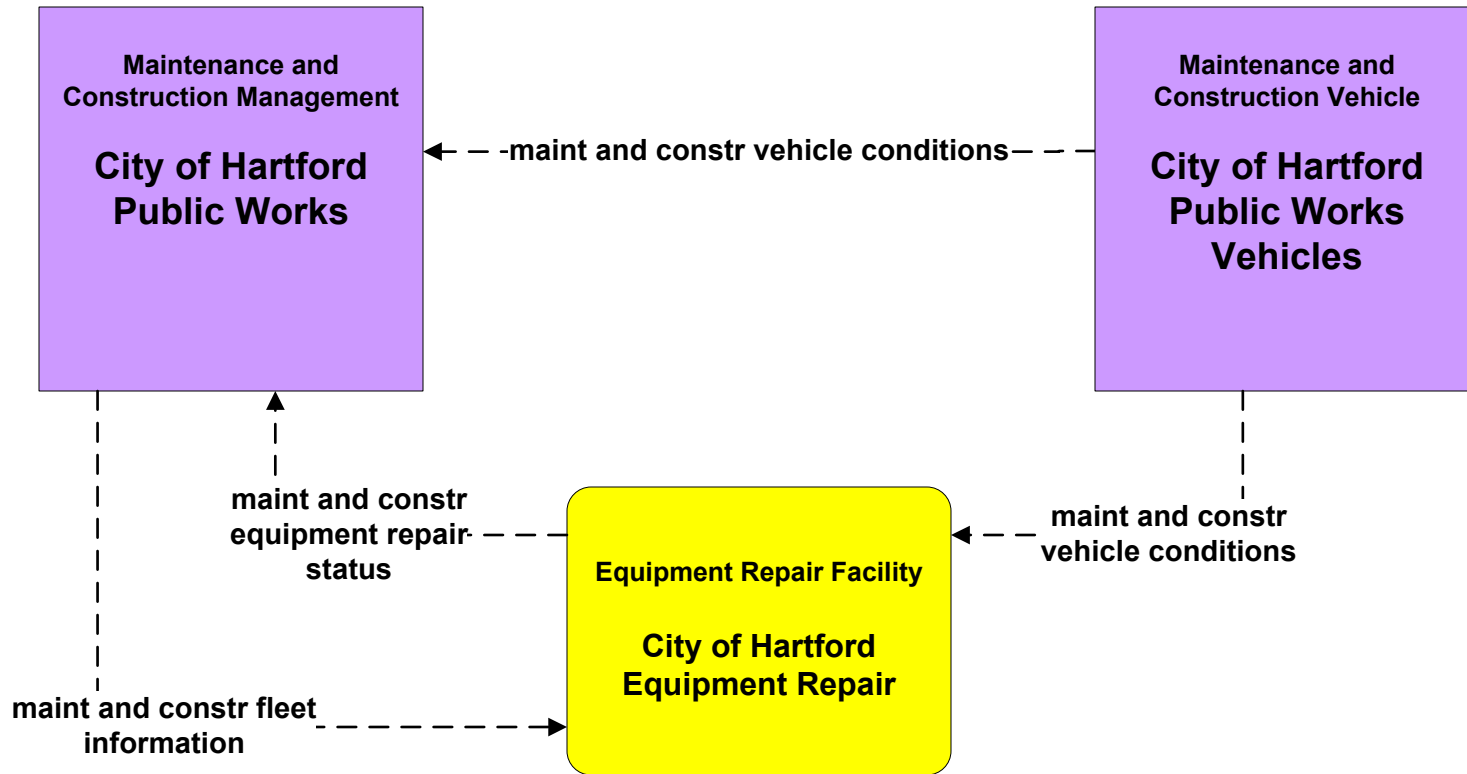 Maintenance and
Construction Management
City of Hartford
Public Works
maint and constr vehicle conditions
Maintenance and
Construction Vehicle
City of Hartford
Public Works
Vehicles
maint and constr
equipment repair
status
Equipment Repair Facility
City of Hartford
Equipment Repair
maint and constr
vehicle conditions
maint and constr fleet
information